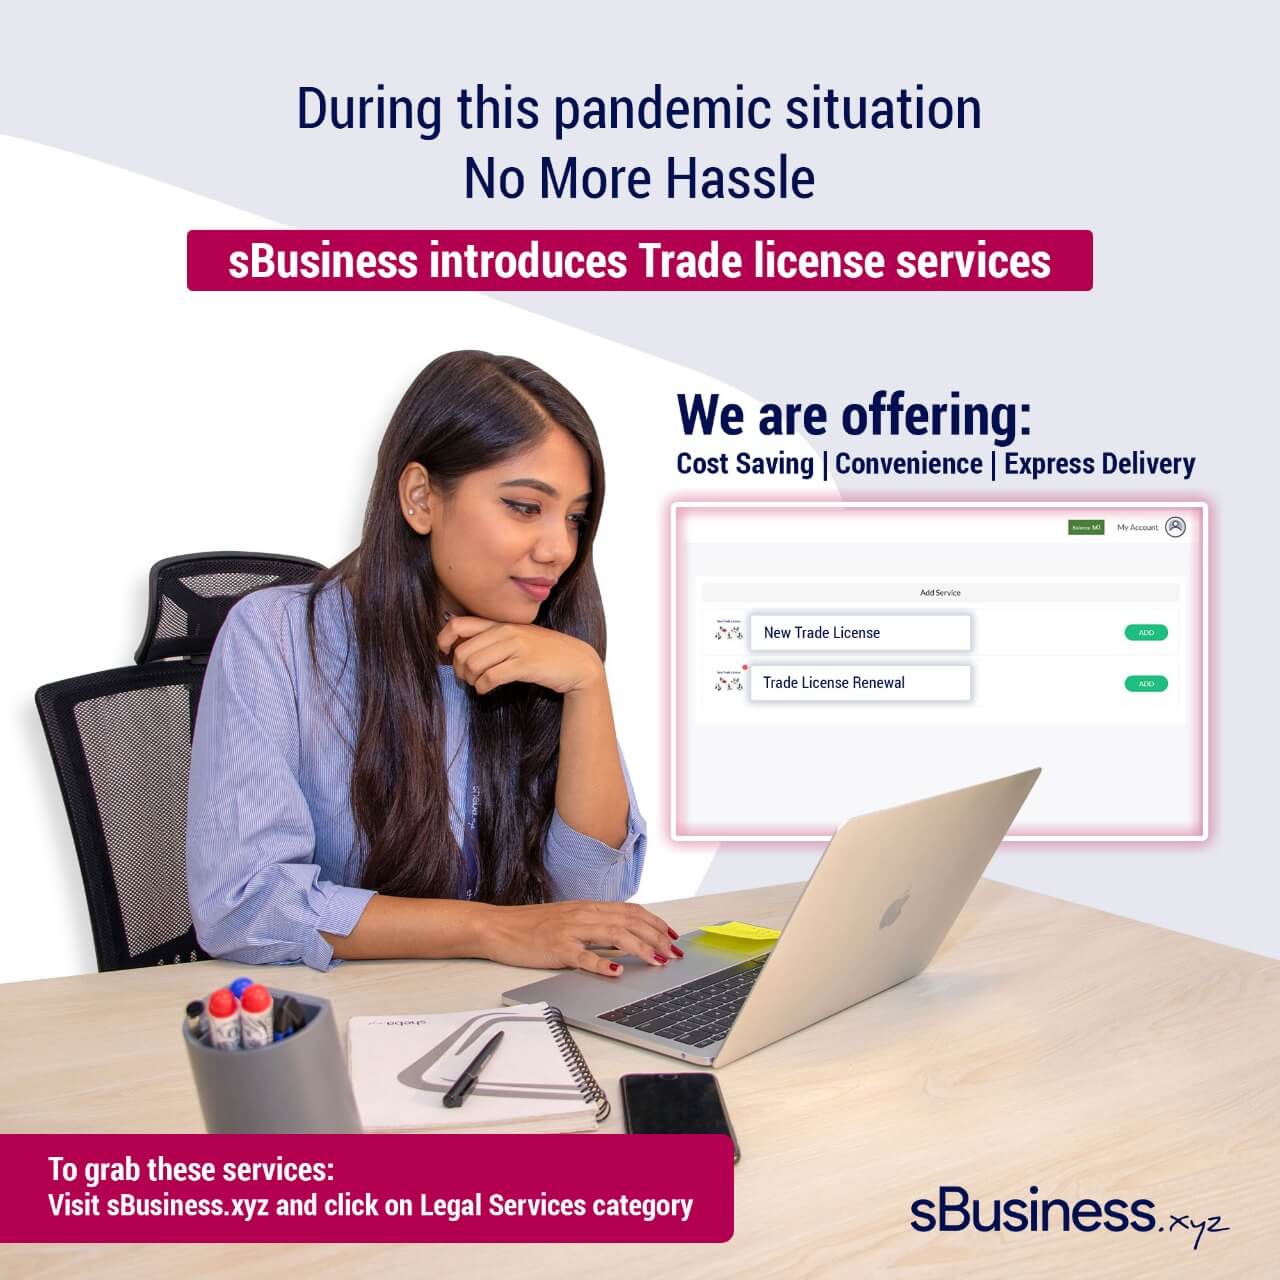 During this pandemic situation
No More Hassle
sBusiness introduces Trade license services
We are offering:
Cost Saving | Convenience | Express Delivery
My Account
Add Service
New Trade License
ADD
Trade License Renewal
ADD
sheba.xyz
To grab these services:
Visit sBusiness.xyz and click on Legal Services category
sBusiness.xyz